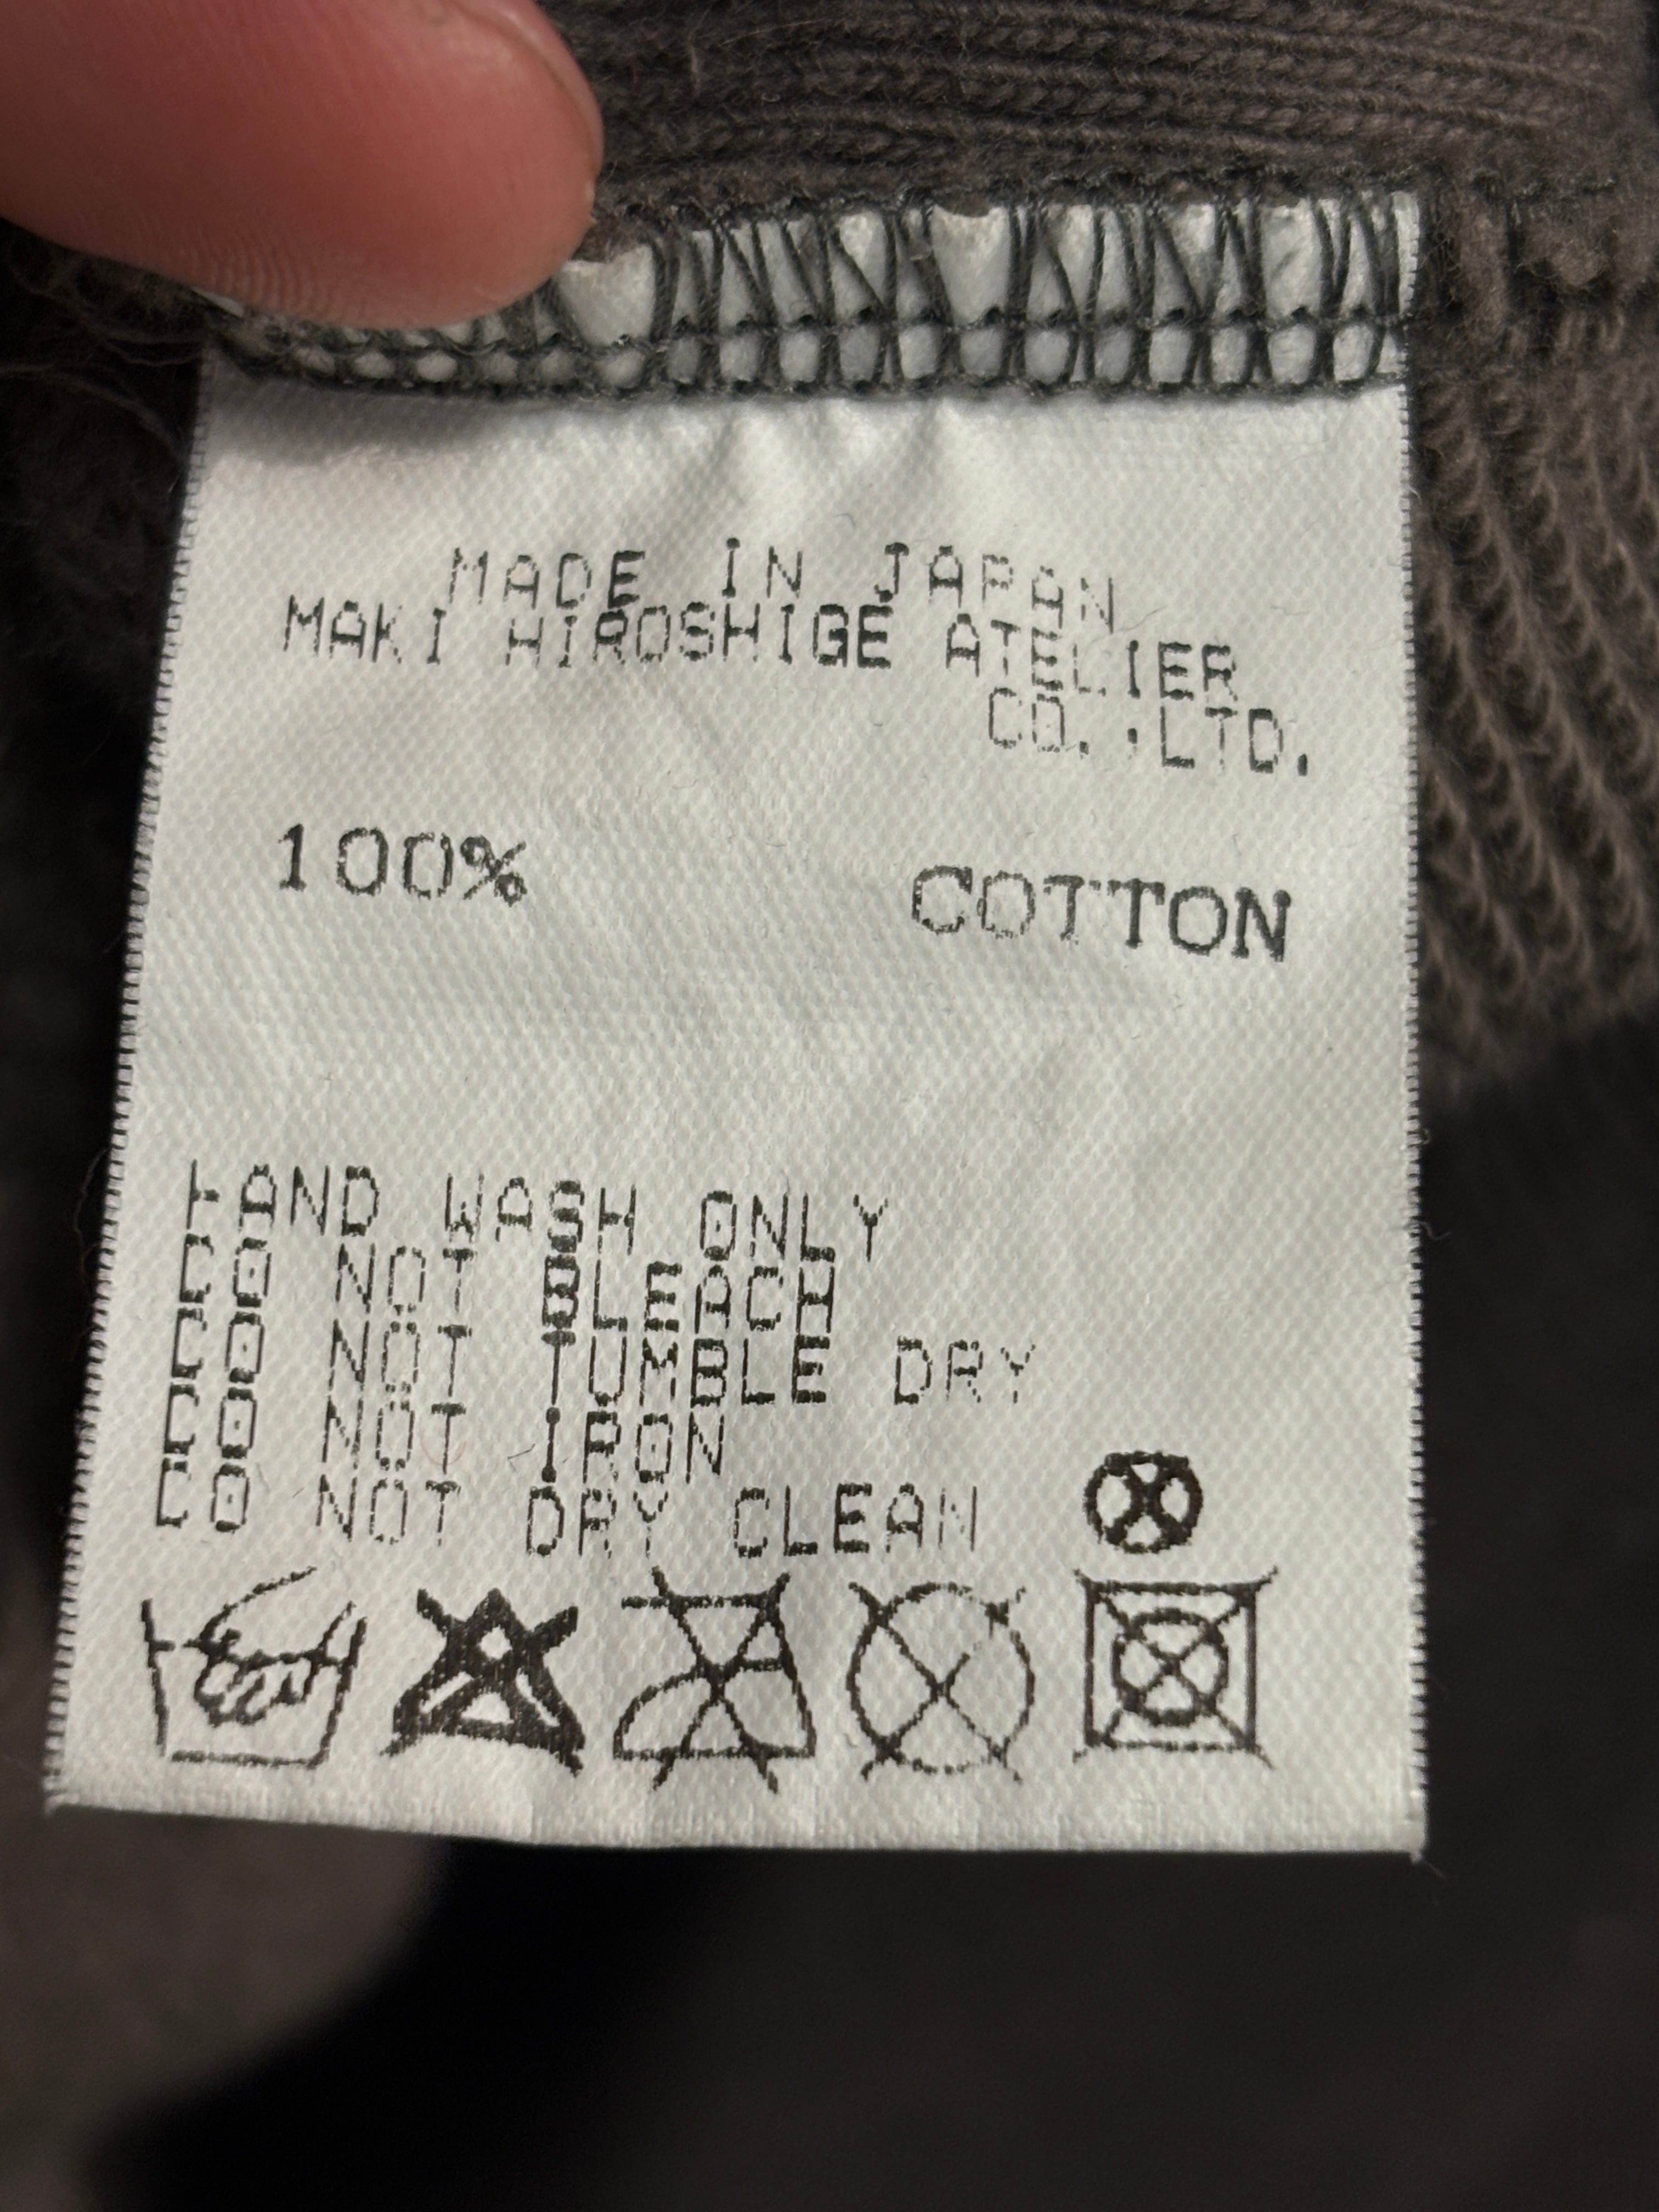 MADE IN JAPAN
MAKI HIROSHIGE ATELIER
CO.,LTD.
100% COTTON
HAND WASH ONLY
DO NOT BLEACH
DO NOT TUMBLE DRY
DO NOT IRON
DO NOT DRY CLEAN